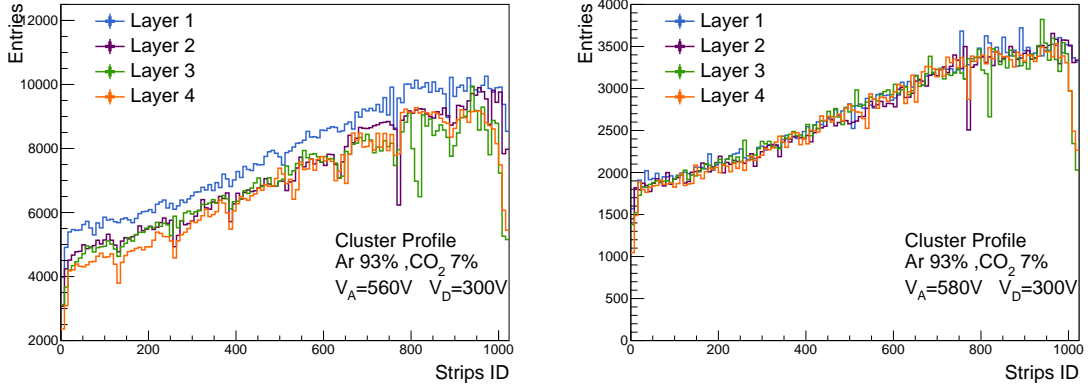 Entries
12500
10000
8000
6000
4000
2000
Layer 1
Layer 2
Layer 3
Layer 4
Cluster Profile
Ar 93% ,CO2 7%
VA=560V VD=300V
0 200 400 600 800 1000
Strips ID
Entries
4000
3500
3000
2500
2000
1500
1000
500
0
Layer 1
Layer 2
Layer 3
Layer 4
Cluster Profile
Ar 93% ,CO2 7%
VA=580V VD=300V
0 200 400 600 800 1000
Strips ID